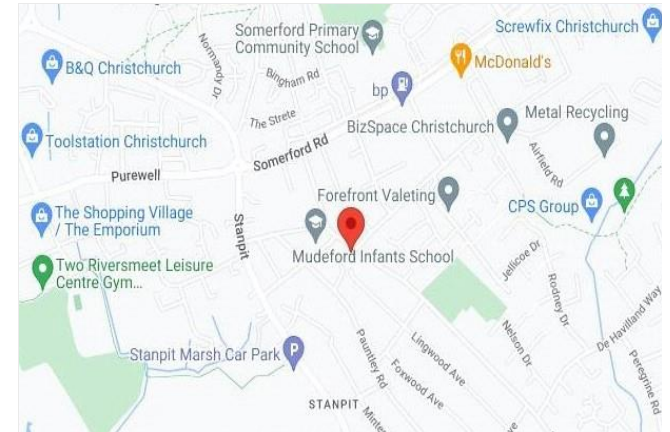 Somerford Primary
Community School
Screwfix Christchurch
Normandy Dr
McDonald's
B&Q Christchurch
Bingham Rd
bp
The Strete
BizSpace Christchurch
Metal Recycling
Toolstation Christchurch
Somerford Rd
Airfield Rd
Purewell
Forefront Valeting
CPS Group
The Shopping Village
/ The Emporium
Stanpit
Mudeford Infants School
Jellicoe Dr
Two Riversmeet Leisure
Centre Gym...
Rodney Dr
De Havilland Way
Nelson Dr
Stanpit Marsh Car Park
P
Pauntley Rd
Lingwood Ave
Foxwood Ave
Peregrine Rd
STANPIT